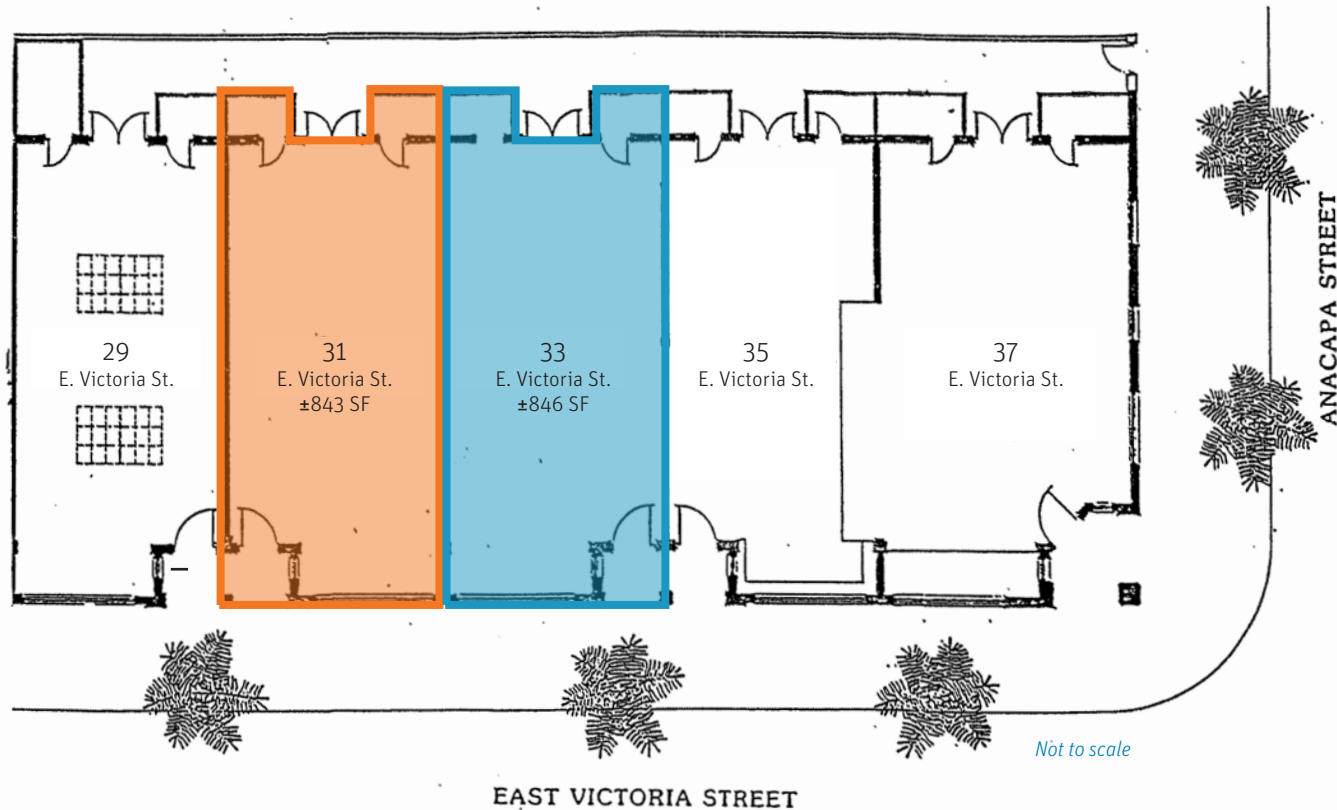 29
E. Victoria St.
31
E. Victoria St.
±843 SF
33
E. Victoria St.
±846 SF
35
E. Victoria St.
37
E. Victoria St.
ANACAPA STREET
Not to scale
EAST VICTORIA STREET